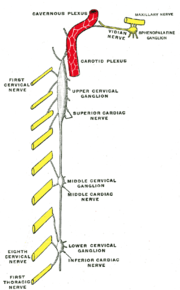 CAVERNOUS PLEXUS
MAXILLARY NERVE
VIDIAN
NERVE
SPHENOPALATINE
GANGLION
CAROTID PLEXUS
FIRST
CERVICAL
NERVE
UPPER CERVICAL
GANGLION
SUPERIOR CARDIAC
NERVE
MIDDLE CERVICAL
GANGLION
MIDDLE CARDIAC
NERVE
EIGHTH
CERVICAL
NERVE
LOWER CERVICAL
GANGLION
INFERIOR CARDIAC
NERVE
FIRST
THORACIC
NERVE